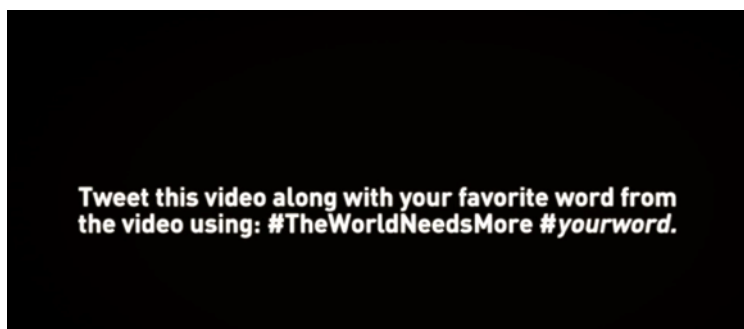 Tweet this video along with your favorite word from
the video using: #TheWorldNeedsMore #yourword.